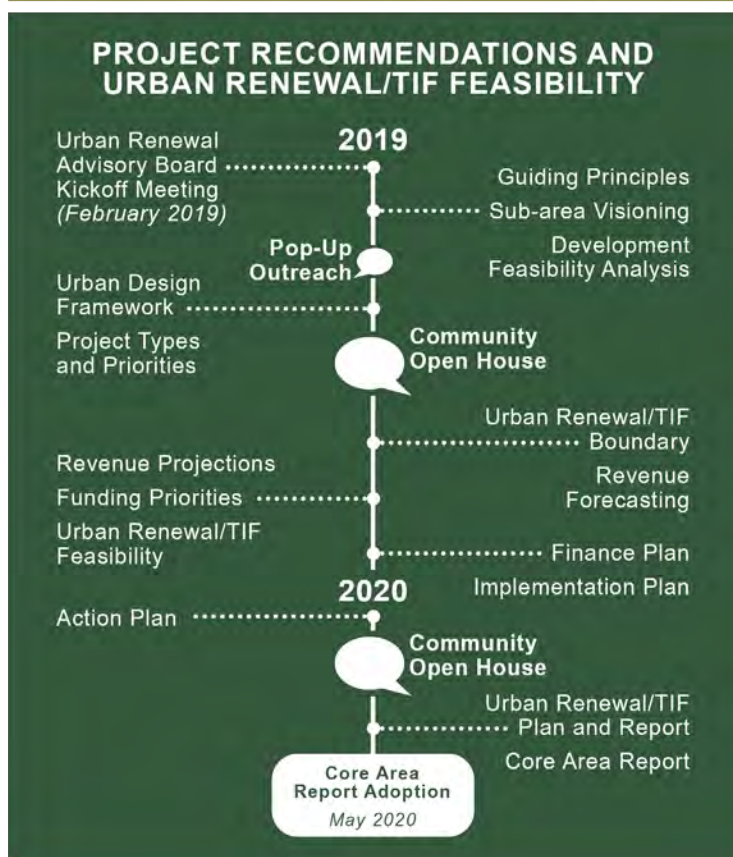 PROJECT RECOMMENDATIONS AND
URBAN RENEWAL/TIF FEASIBILITY
2019
Urban Renewal
Advisory Board
Kickoff Meeting
(February 2019)
Guiding Principles
Sub-area Visioning
Development
Feasibility Analysis
Pop-Up
Outreach
Urban Design
Framework
Project Types
and Priorities
Community
Open House
Urban Renewal/TIF
Boundary
Revenue
Forecasting
Revenue Projections
Funding Priorities
Urban Renewal/TIF
Feasibility
Finance Plan
Implementation Plan
2020
Action Plan
Community
Open House
Urban Renewal/TIF
Plan and Report
Core Area Report
Core Area
Report Adoption
May 2020